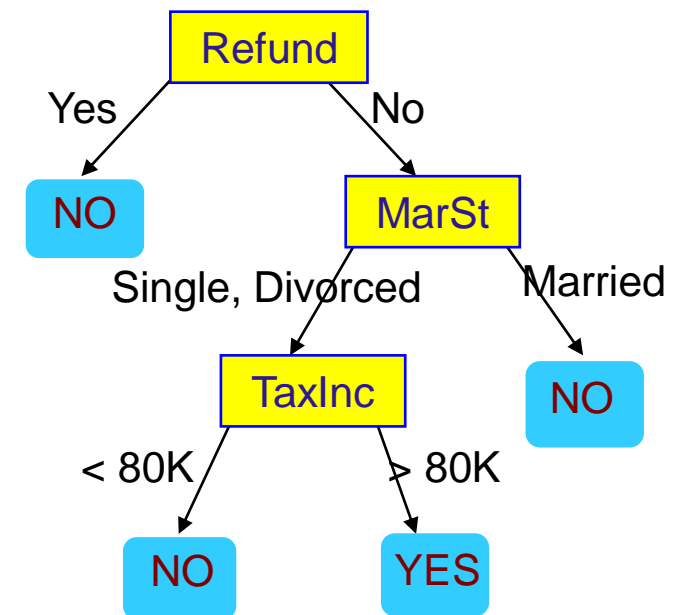 Refund
Yes
No
NO
MarSt
Single, Divorced
Married
TaxInc
NO
< 80K
> 80K
NO
YES